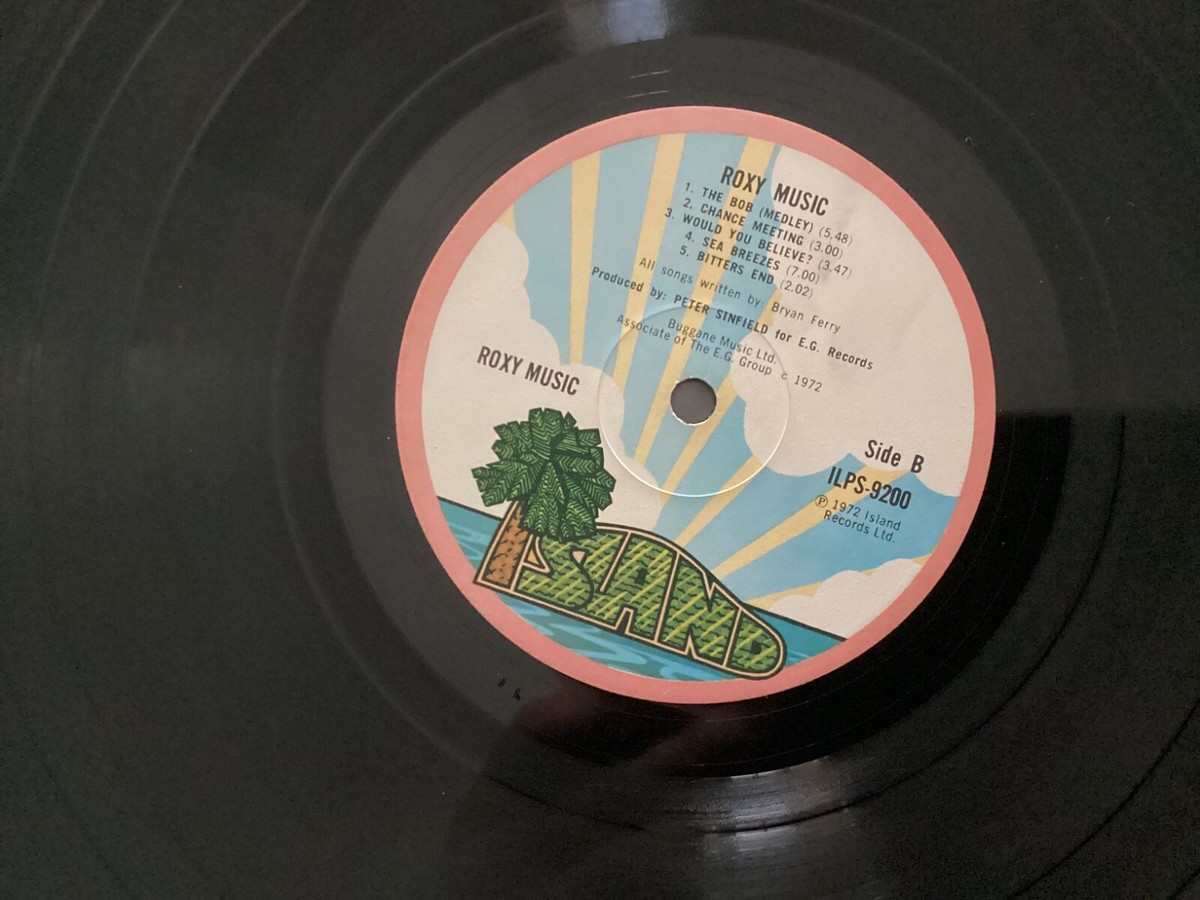 ROXY MUSIC
1. THE BOB (MEDLEY) (5.48)
2. CHANCE MEETING (3.00)
3. WOULD YOU BELIEVE? (3.47)
4. SEA BREEZES (7.00)
5. BITTERS END (2.02)
All songs written by Bryan Ferry
Produced by: PETER SINFIELD for E.G. Records
Buggane Music Ltd.
Associate of The E.G. Group c 1972
ROXY MUSIC
Side B
ILPS-9200
℗ 1972 Island
Records Ltd.
ISLAND